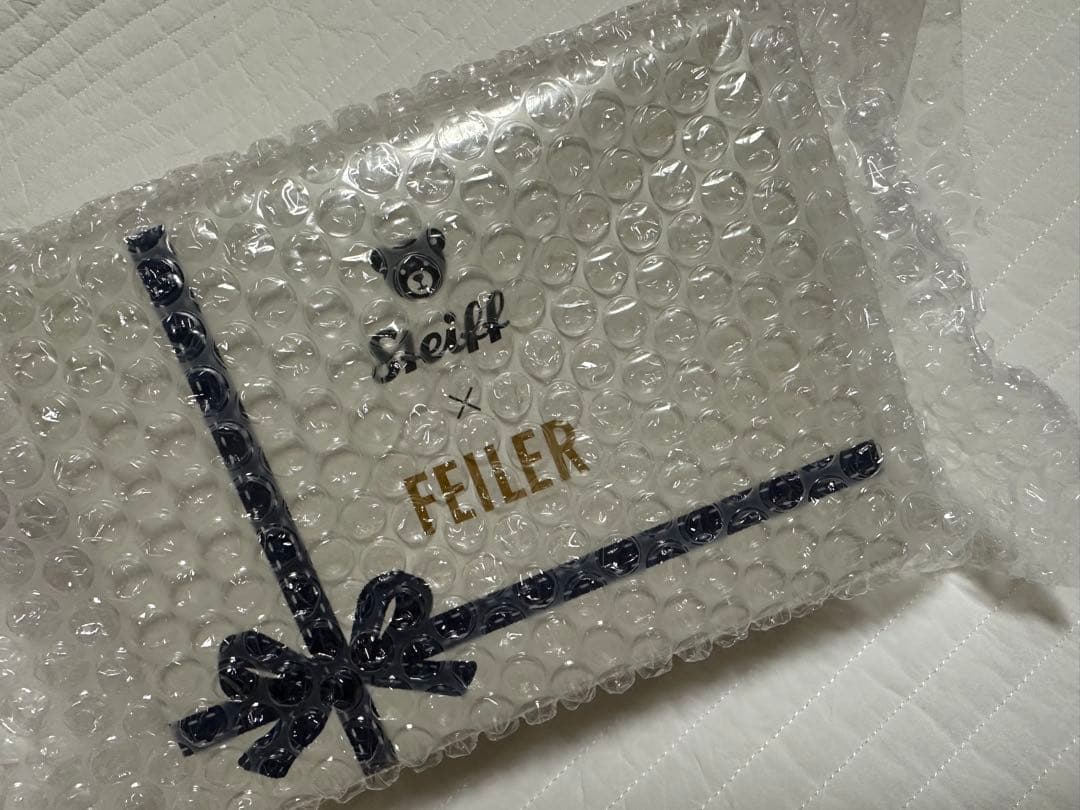 Steiff
×
FEILER